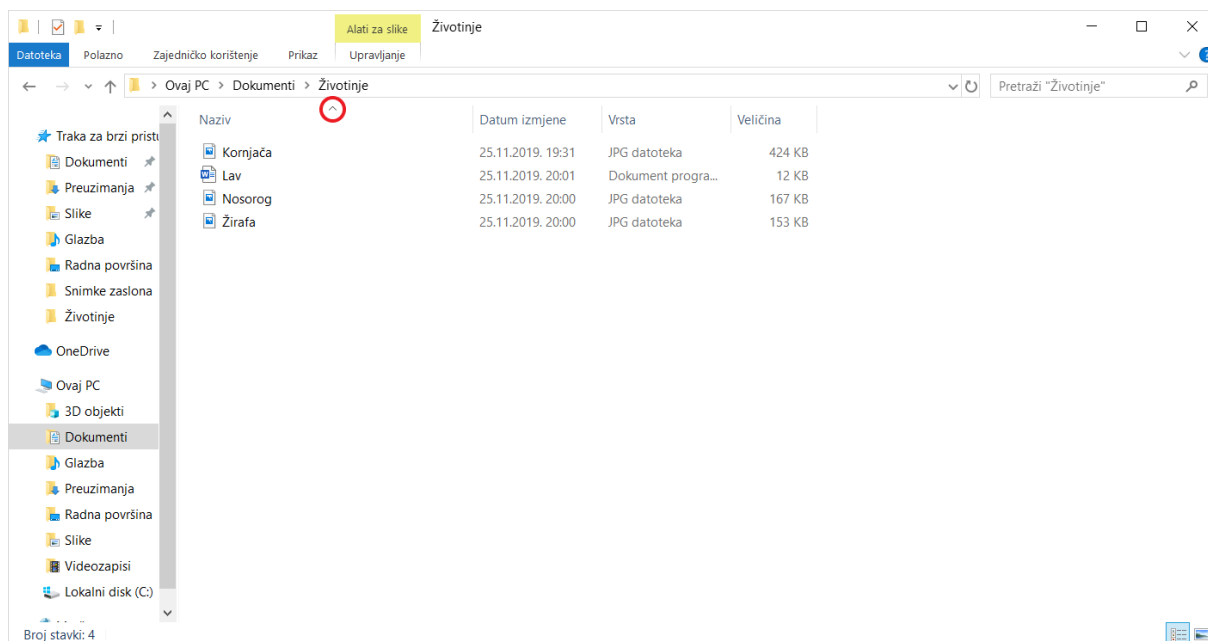 Alati za slike Životinje
Datoteka Polazno Zajedničko korištenje Prikaz Upravljanje
Ovaj PC > Dokumenti > Životinje Pretraži "Životinje"
Naziv Datum izmjene Vrsta Veličina
Kornjača 25.11.2019. 19:31 JPG datoteka 424 KB
Lav 25.11.2019. 20:01 Dokument progra... 12 KB
Nosorog 25.11.2019. 20:00 JPG datoteka 167 KB
Žirafa 25.11.2019. 20:00 JPG datoteka 153 KB
Traka za brzi pristu
Dokumenti
Preuzimanja
Slike
Glazba
Radna površina
Snimke zaslona
Životinje
OneDrive
Ovaj PC
3D objekti
Dokumenti
Glazba
Preuzimanja
Radna površina
Slike
Videozapisi
Lokalni disk (C:)
Broj stavki: 4